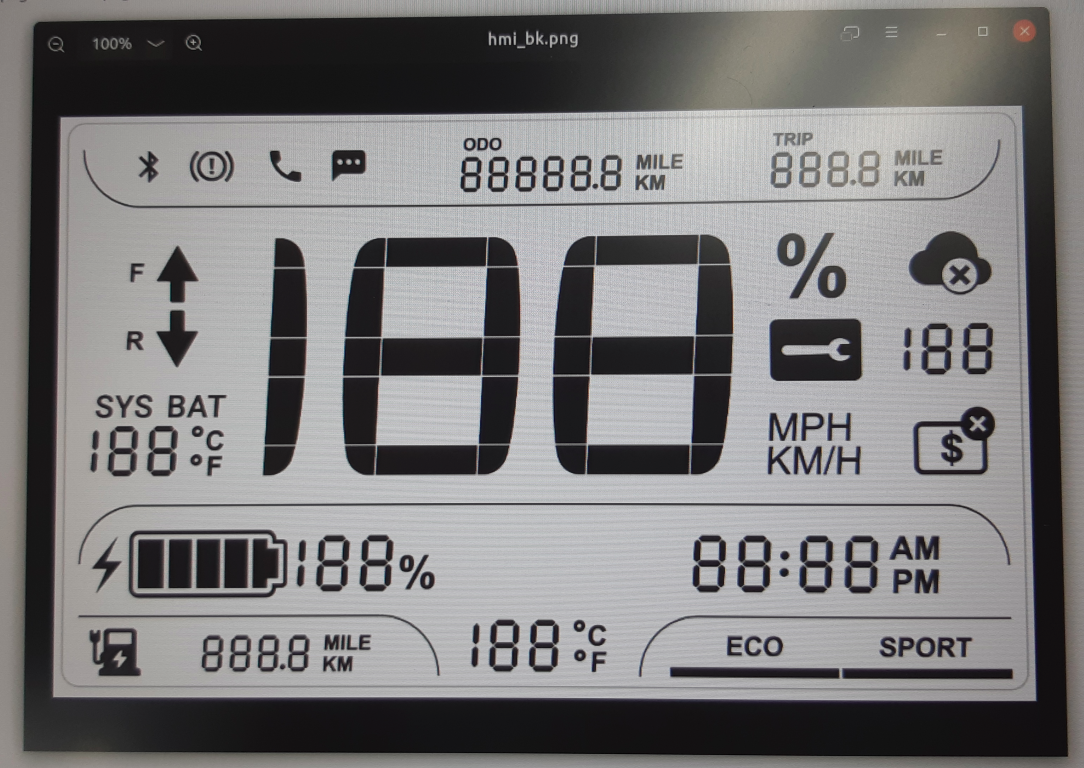 100%
hmi_bk.png
ODO
88888.8 MILE KM
TRIP
888.8 MILE KM
F
R
188
%
188
SYS BAT
188 °C °F
MPH
KM/H
$
188%
88:88 AM PM
888.8 MILE KM
188 °C °F
ECO
SPORT